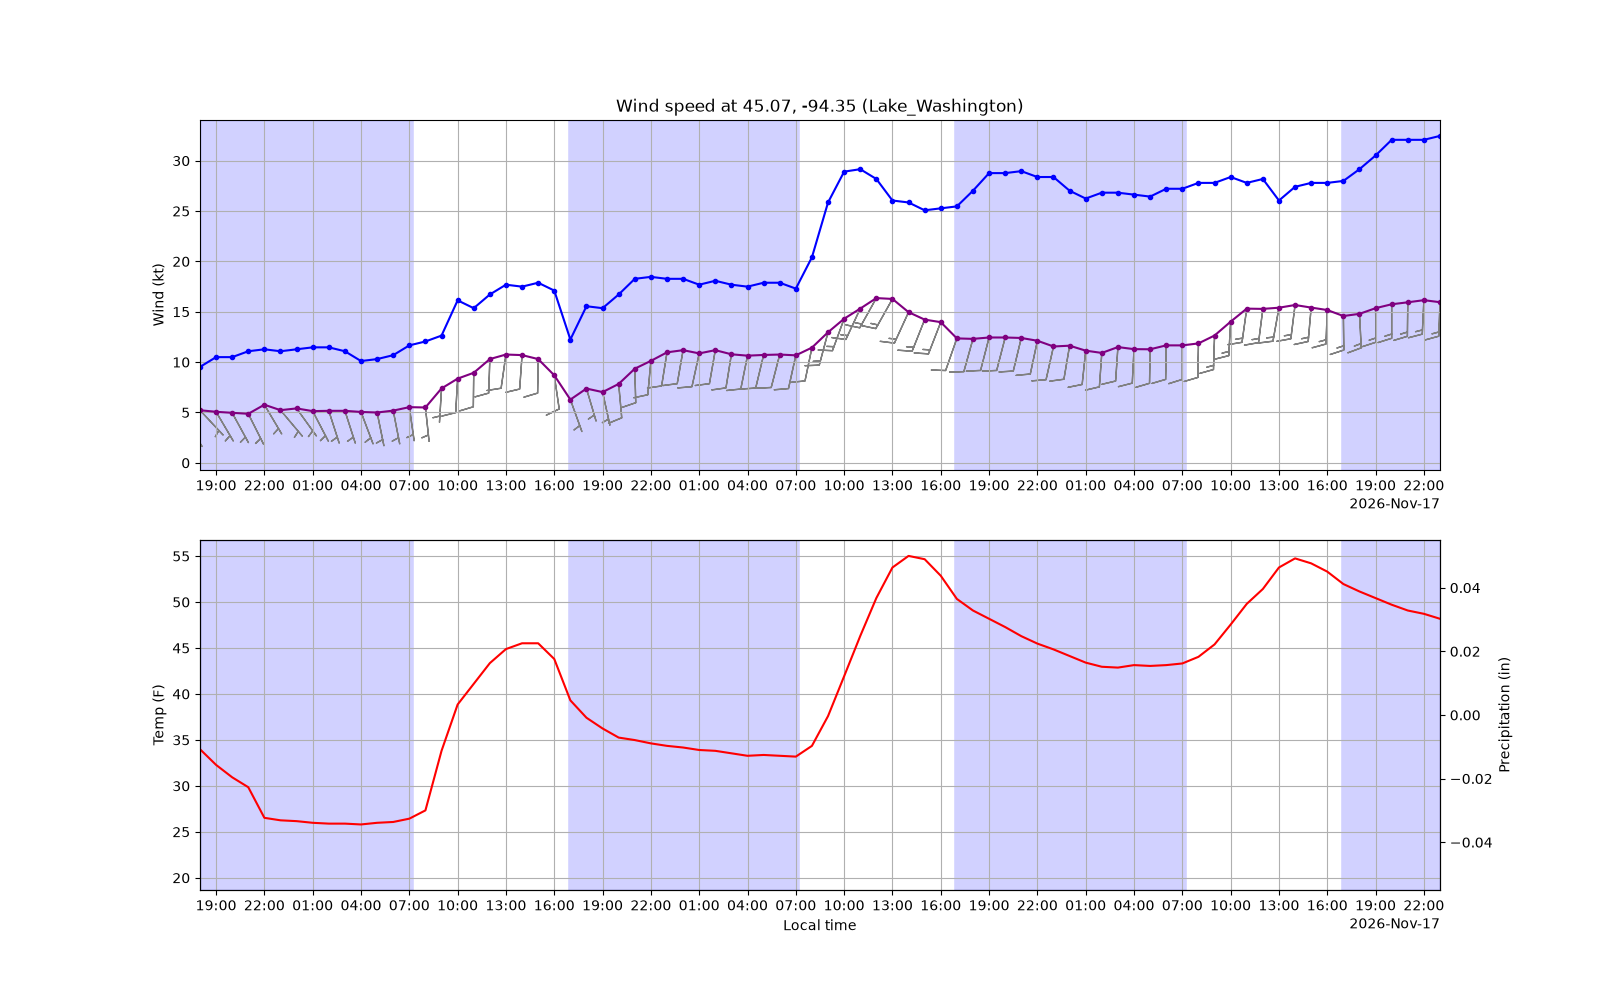 Wind speed at 45.07, -94.35 (Lake_Washington)
30
25
20
15
10
5
0
Wind (kt)
19:00 22:00 01:00 04:00 07:00 10:00 13:00 16:00 19:00 22:00 01:00 04:00 07:00 10:00 13:00 16:00 19:00 22:00 01:00 04:00 07:00 10:00 13:00 16:00 19:00 22:00
2026-Nov-17
55
50
45
40
35
30
25
20
Temp (F)
0.04
0.02
0.00
−0.02
−0.04
Precipitation (in)
19:00 22:00 01:00 04:00 07:00 10:00 13:00 16:00 19:00 22:00 01:00 04:00 07:00 10:00 13:00 16:00 19:00 22:00 01:00 04:00 07:00 10:00 13:00 16:00 19:00 22:00
Local time
2026-Nov-17